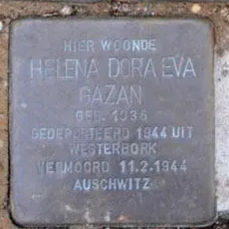 HIER WOONDE
HELENA DORA EVA
GAZAN
GEB. 1936
GEDEPORTEERD 1944 UIT
WESTERBORK
VERMOORD 11.2.1944
AUSCHWITZ